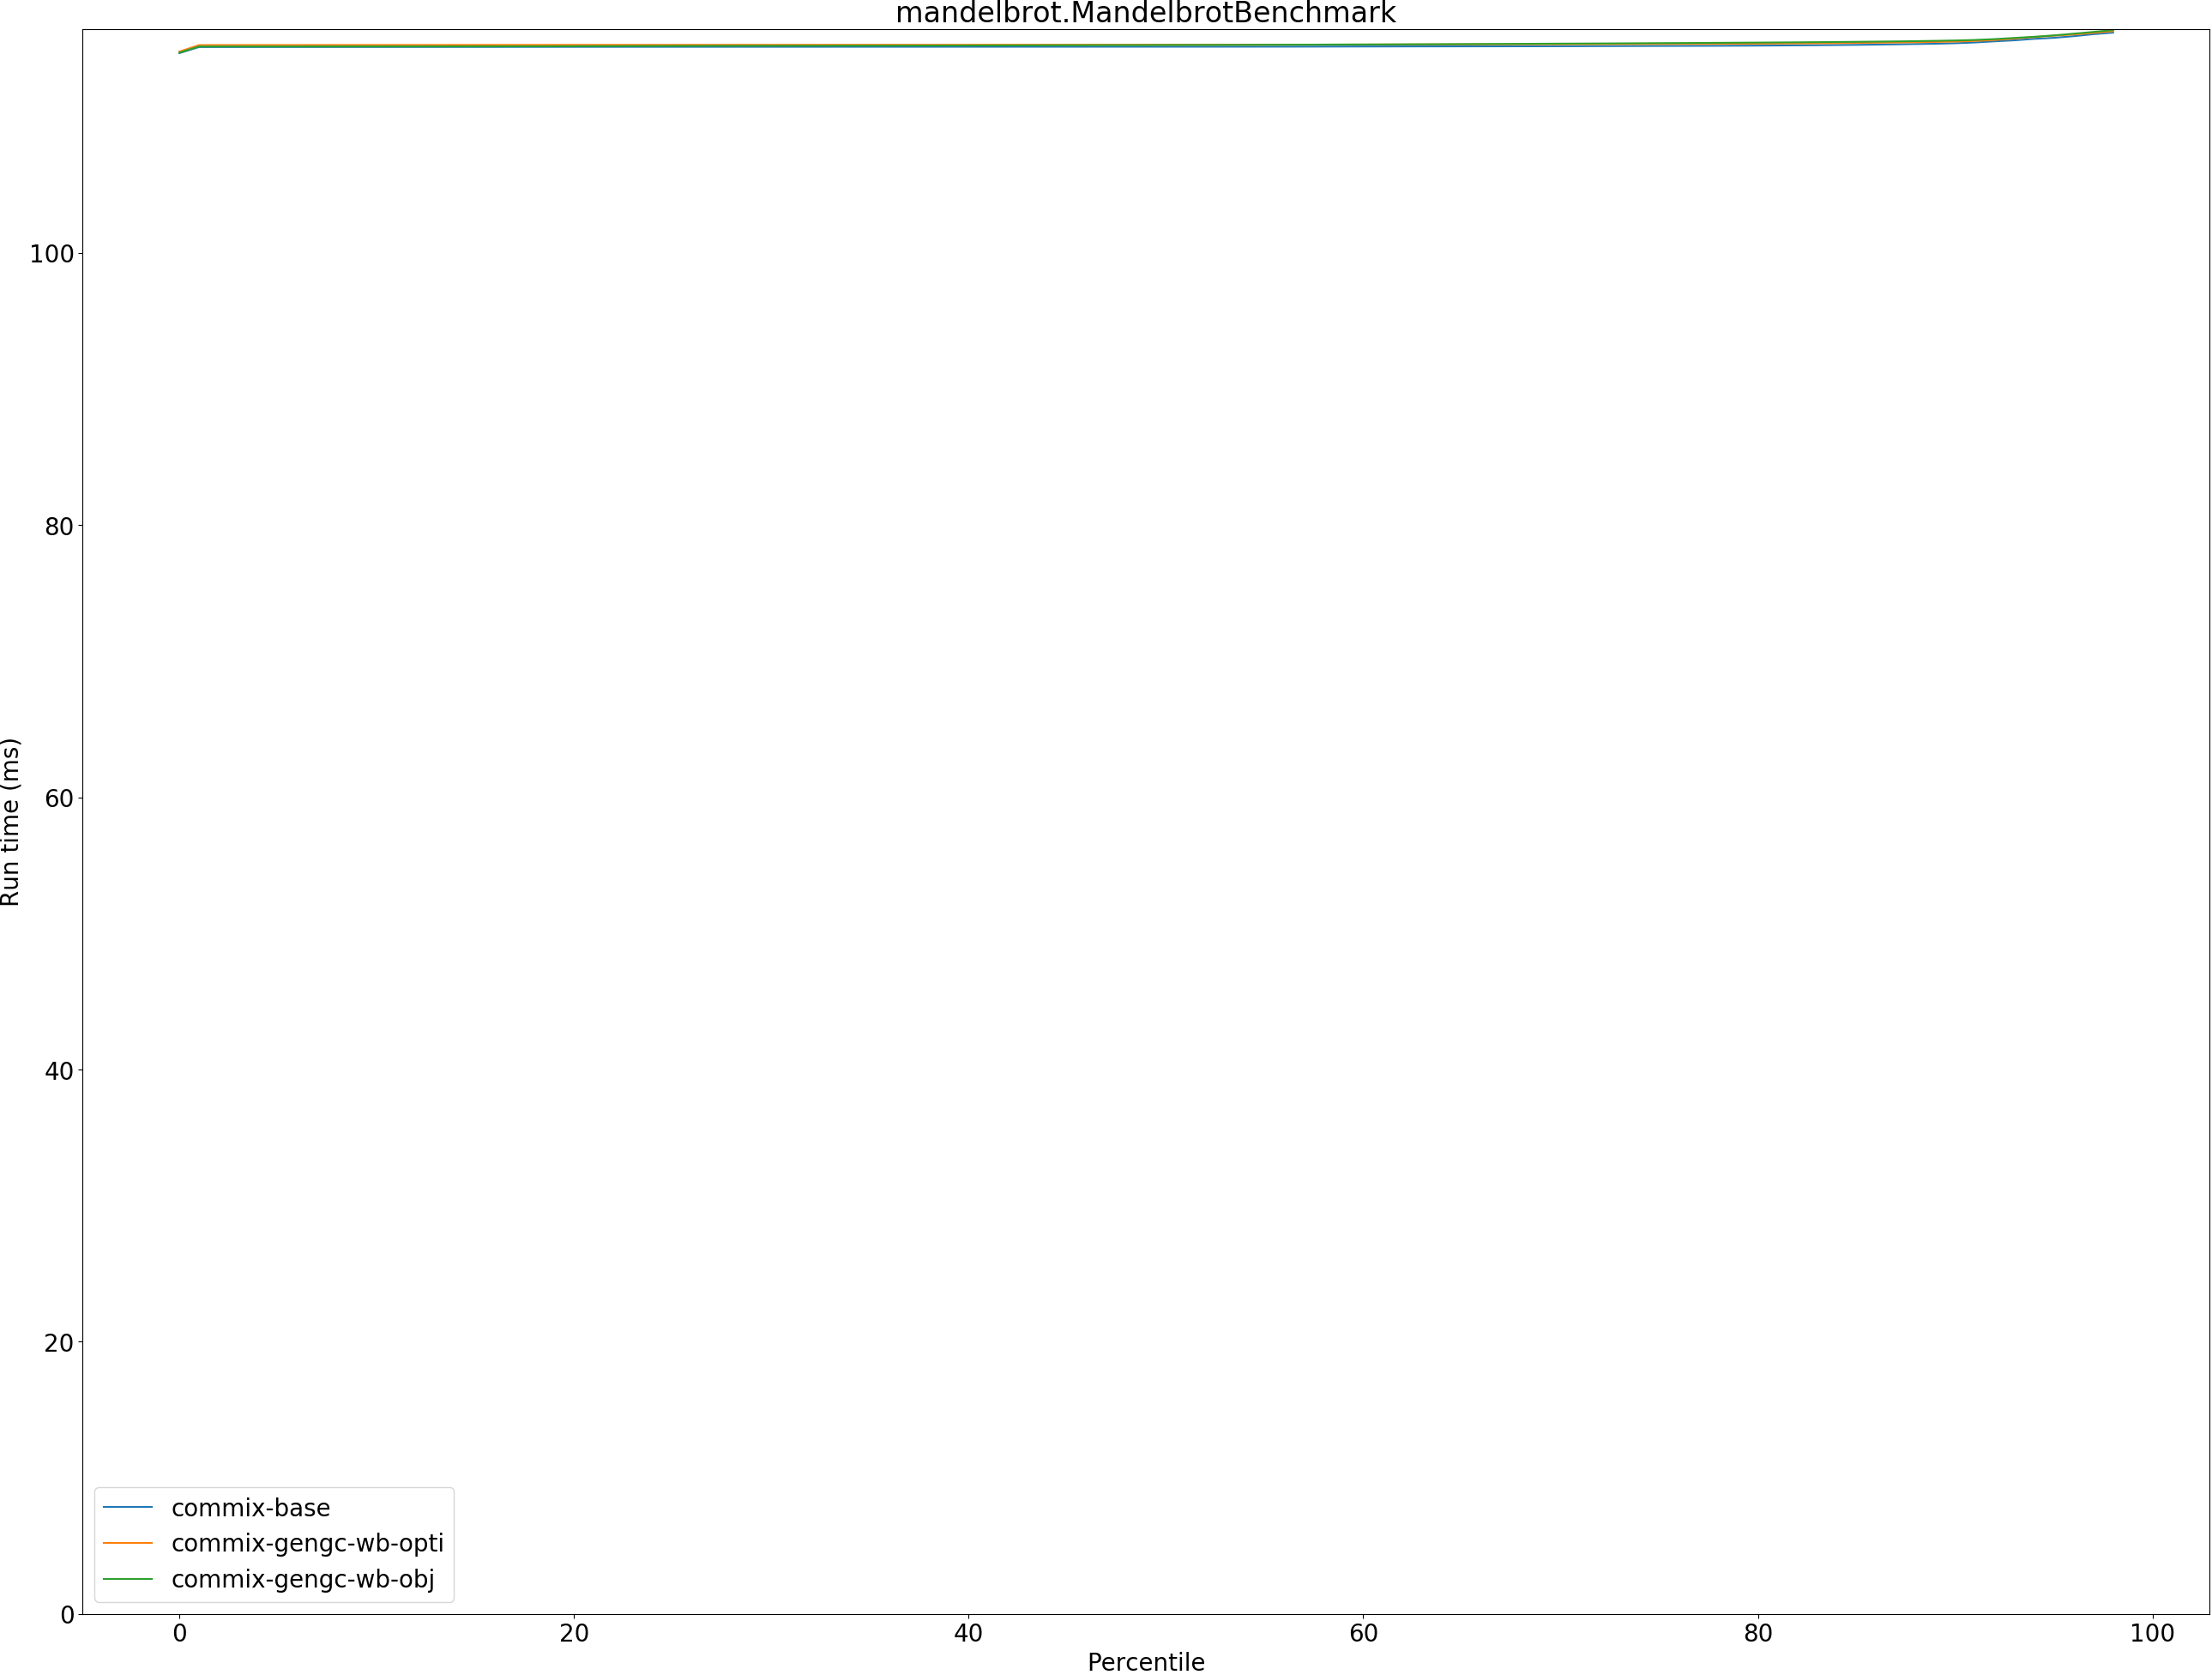 mandelbrot.MandelbrotBenchmark
100
80
60
40
20
0
Run time (ms)
commix-base
commix-gengc-wb-opti
commix-gengc-wb-obj
0 20 40 60 80 100
Percentile